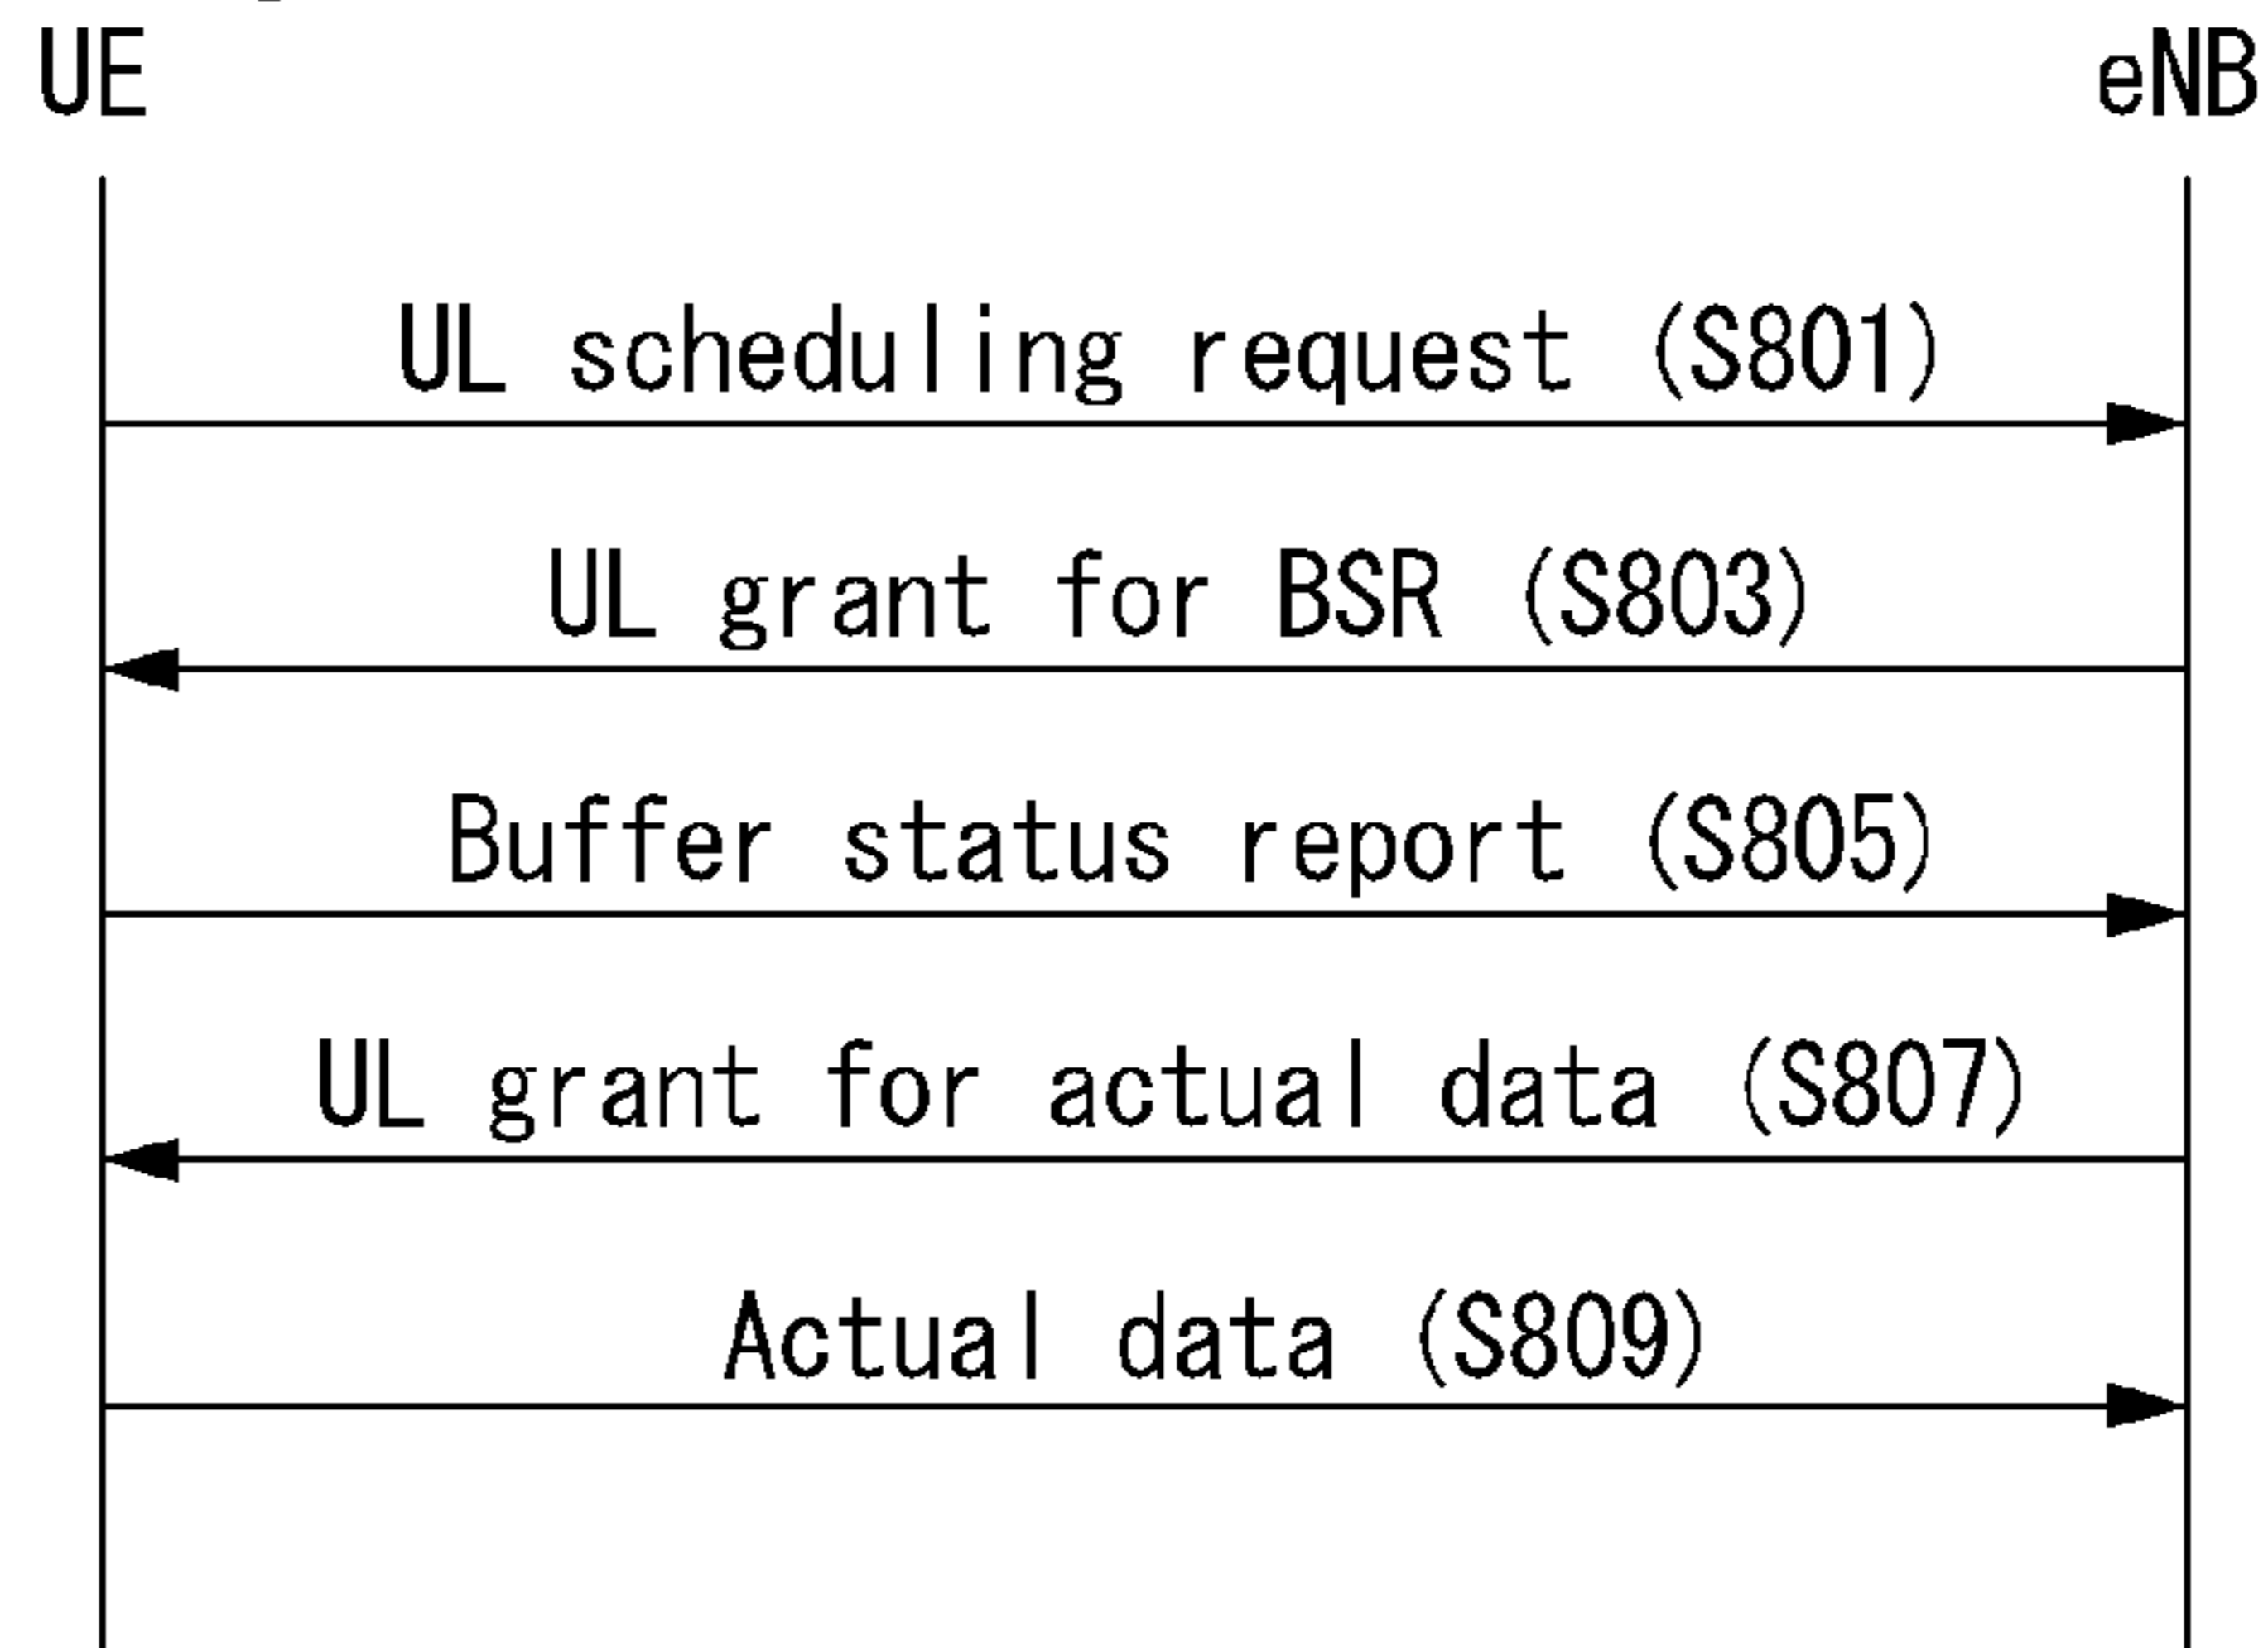 UE
eNB
UL scheduling request (S801)
UL grant for BSR (S803)
Buffer status report (S805)
UL grant for actual data (S807)
Actual data (S809)